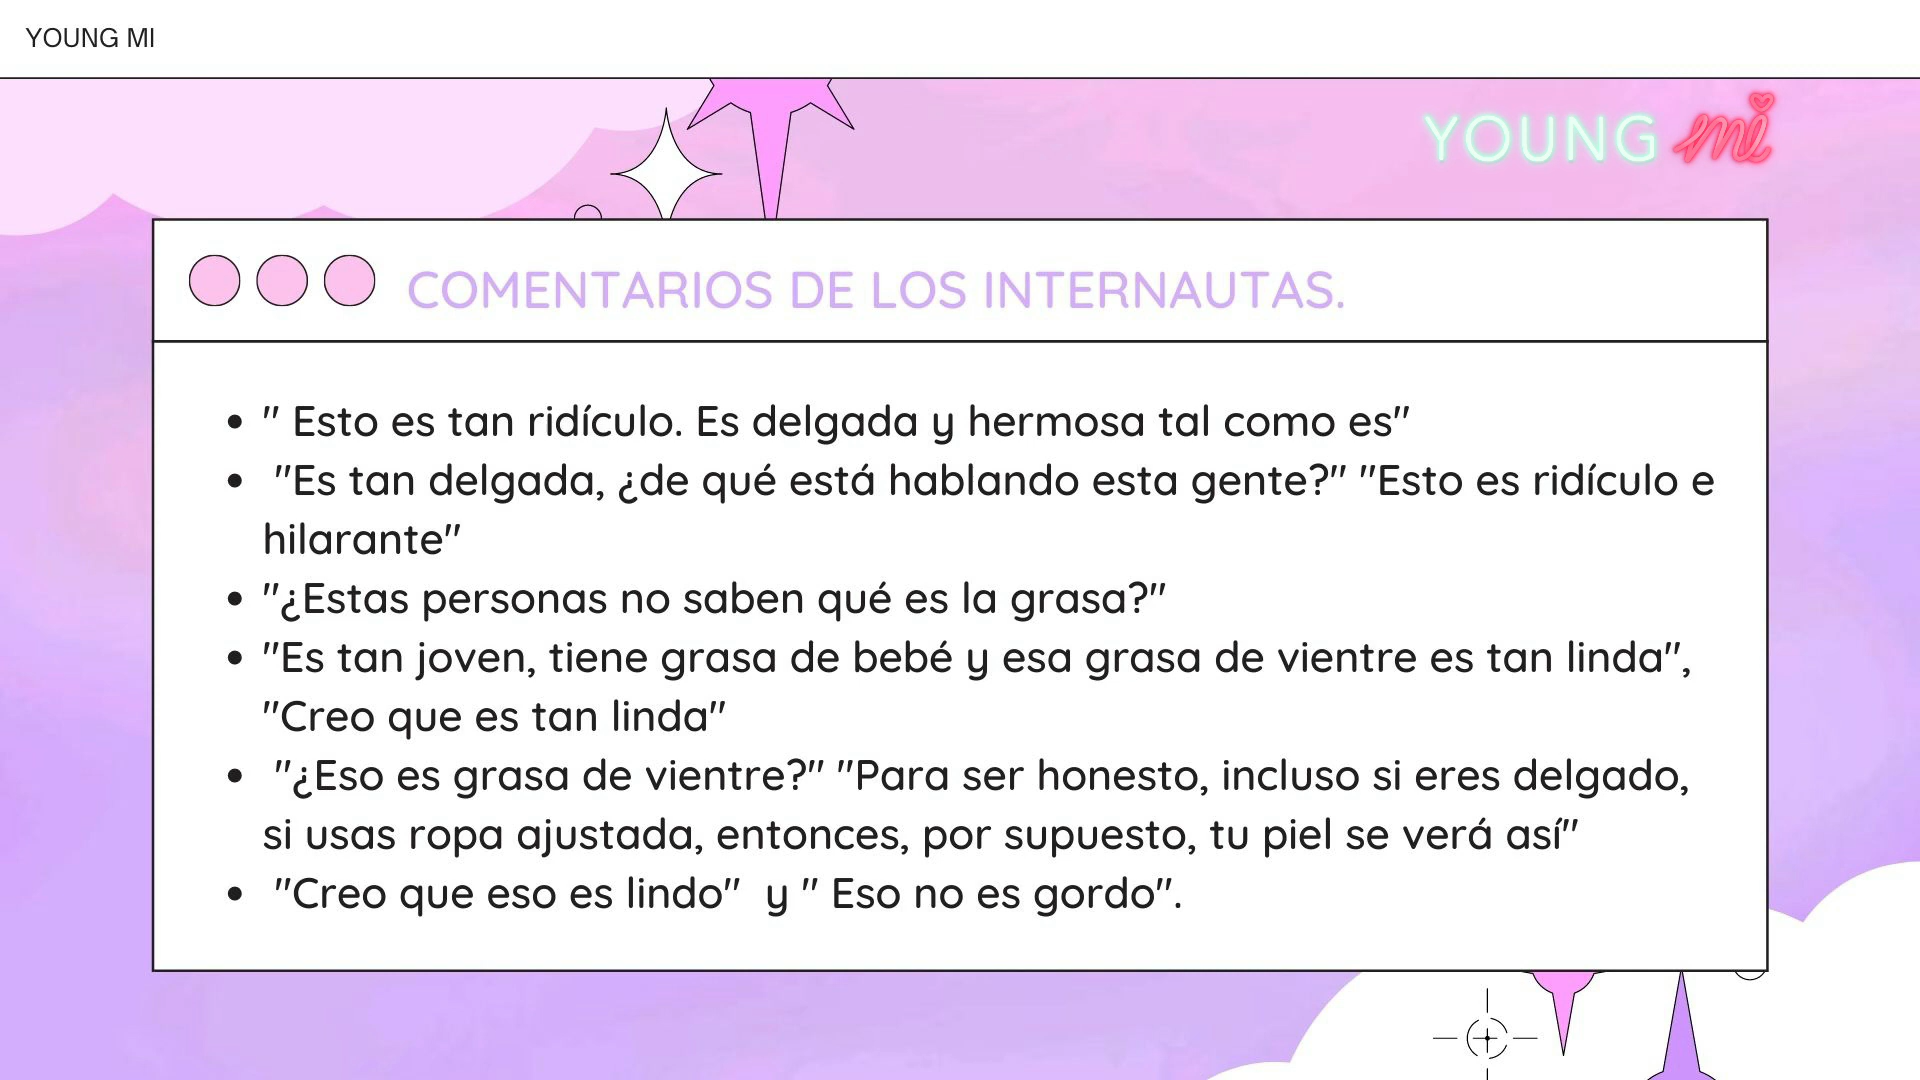 YOUNG MI
YOUNG mi
COMENTARIOS DE LOS INTERNAUTAS.
• " Esto es tan ridículo. Es delgada y hermosa tal como es"
• "Es tan delgada, ¿de qué está hablando esta gente?" "Esto es ridículo e
hilarante"
• "¿Estas personas no saben qué es la grasa?"
• "Es tan joven, tiene grasa de bebé y esa grasa de vientre es tan linda",
"Creo que es tan linda"
• "¿Eso es grasa de vientre?" "Para ser honesto, incluso si eres delgado,
si usas ropa ajustada, entonces, por supuesto, tu piel se verá así"
• "Creo que eso es lindo"  y " Eso no es gordo".